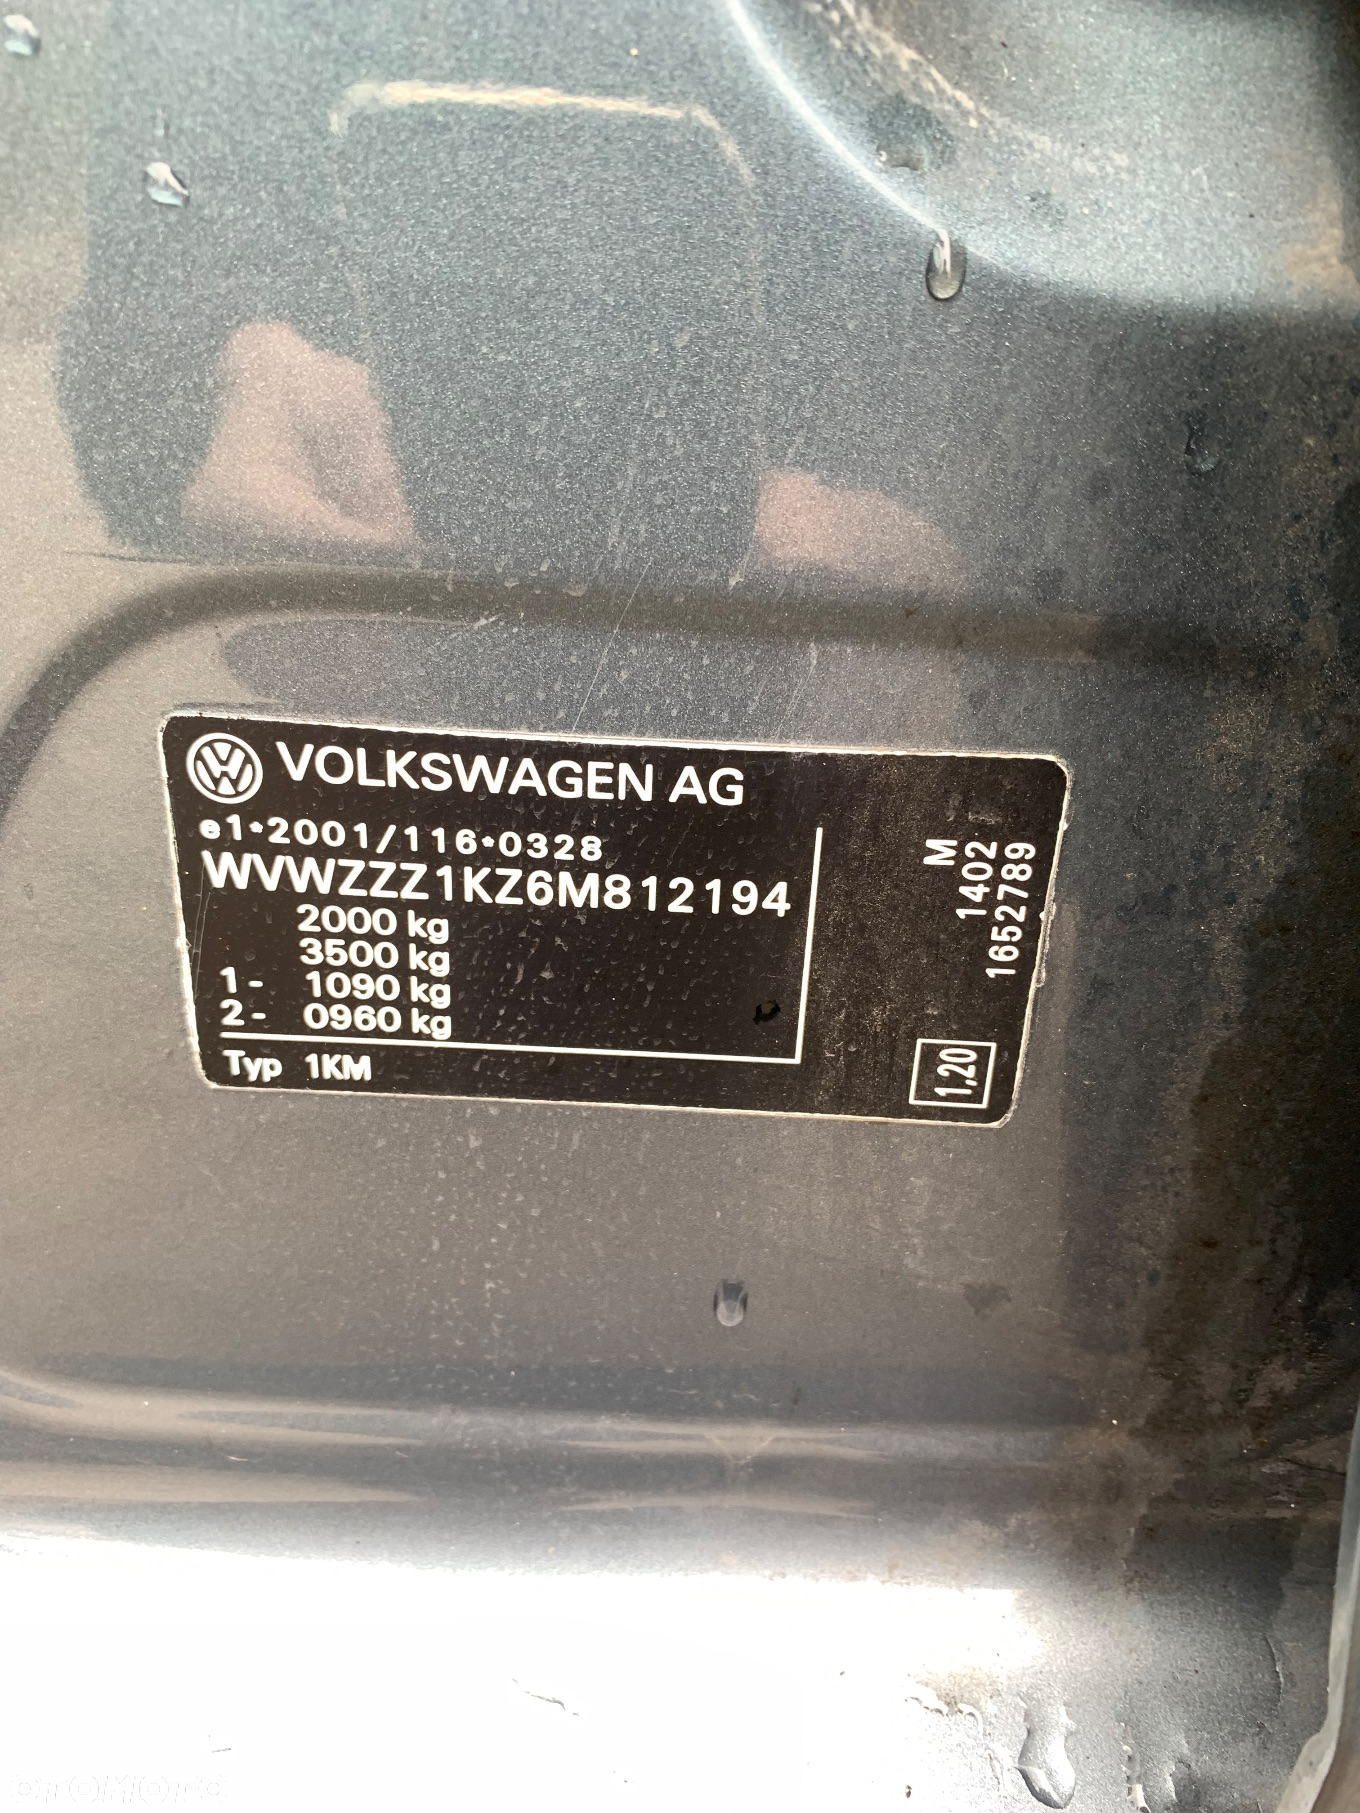 VOLKSWAGEN AG
e1*2001/116*0328
WVWZZZ1KZ6M812194
2000 kg
3500 kg
1- 1090 kg
2- 0960 kg
Typ 1KM
M
1402
1652789
1,20
otomoto